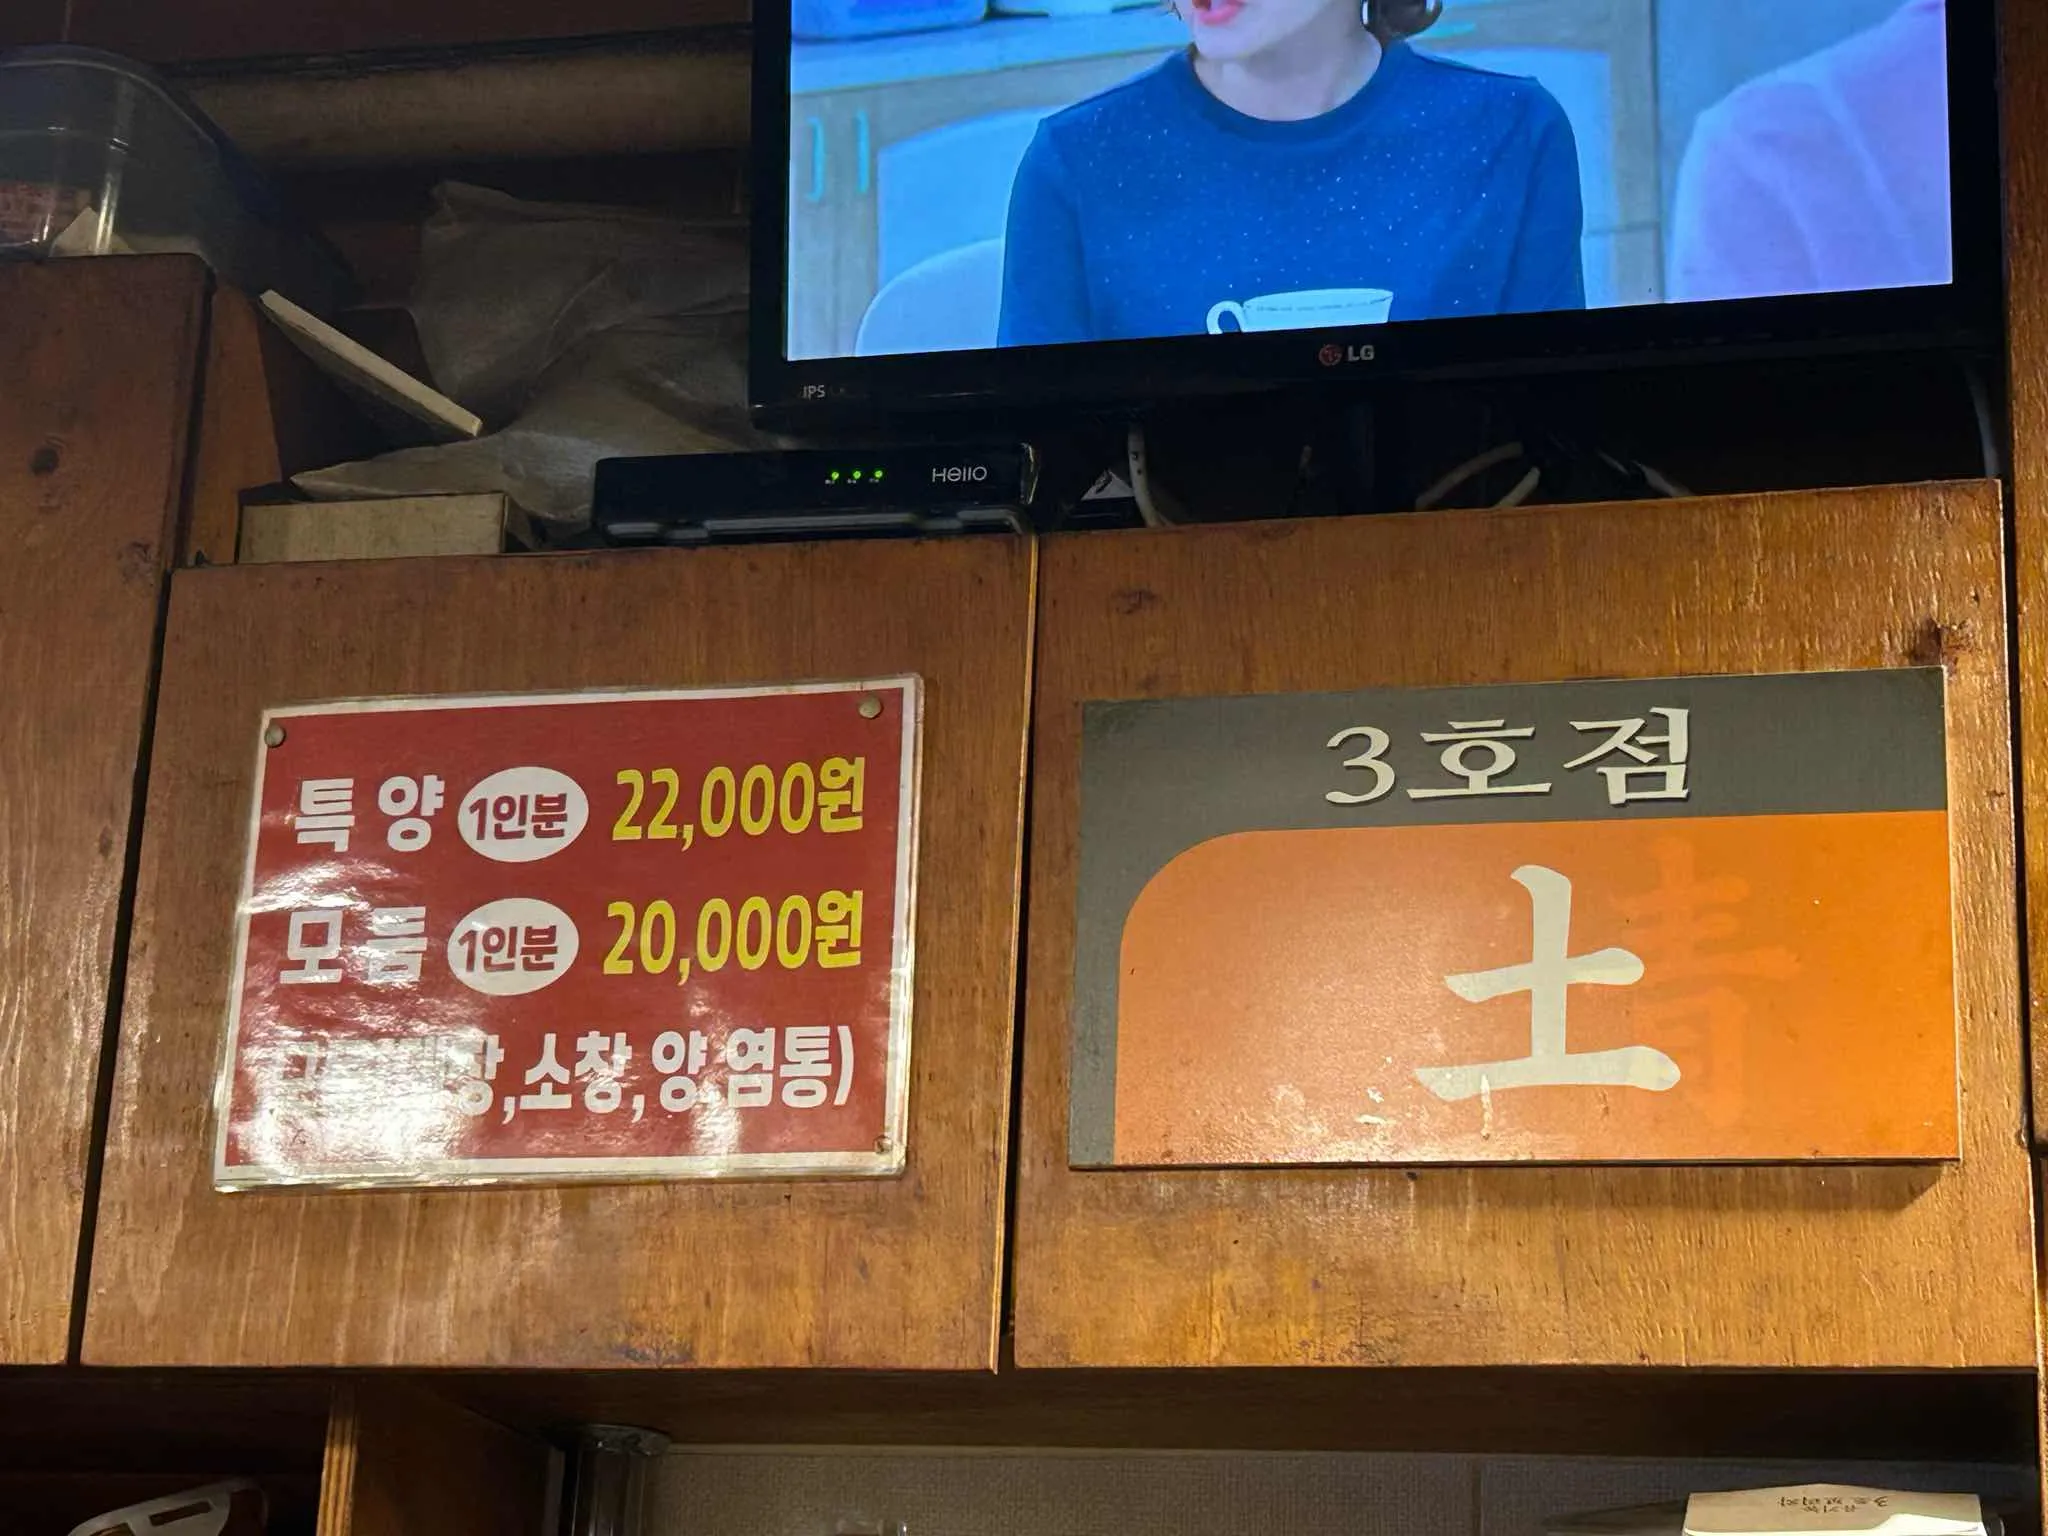 LG
IPS
Hello
특양 1인분 22,000원
모듬 1인분 20,000원
창,소창,양,염통)
3호점
土